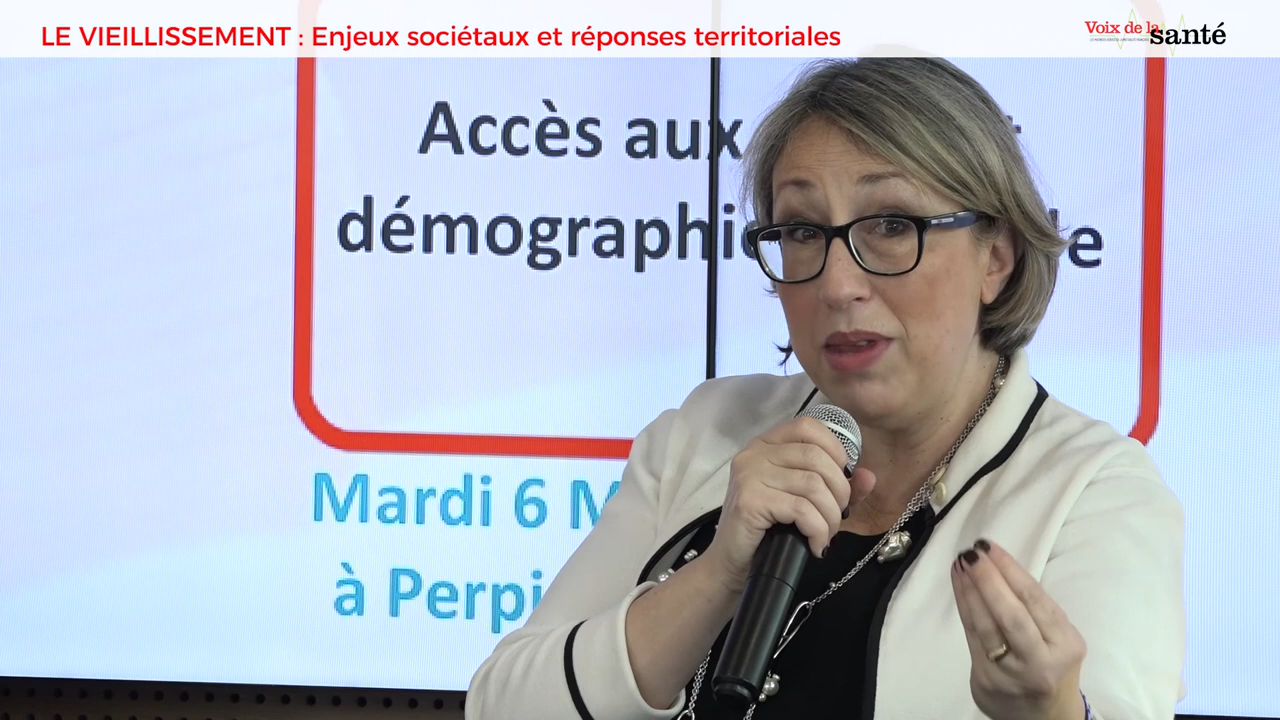 LE VIEILLISSEMENT : Enjeux sociétaux et réponses territoriales
Voix de la
santé
Accès aux
démographi
Mardi 6 M
à Perpi